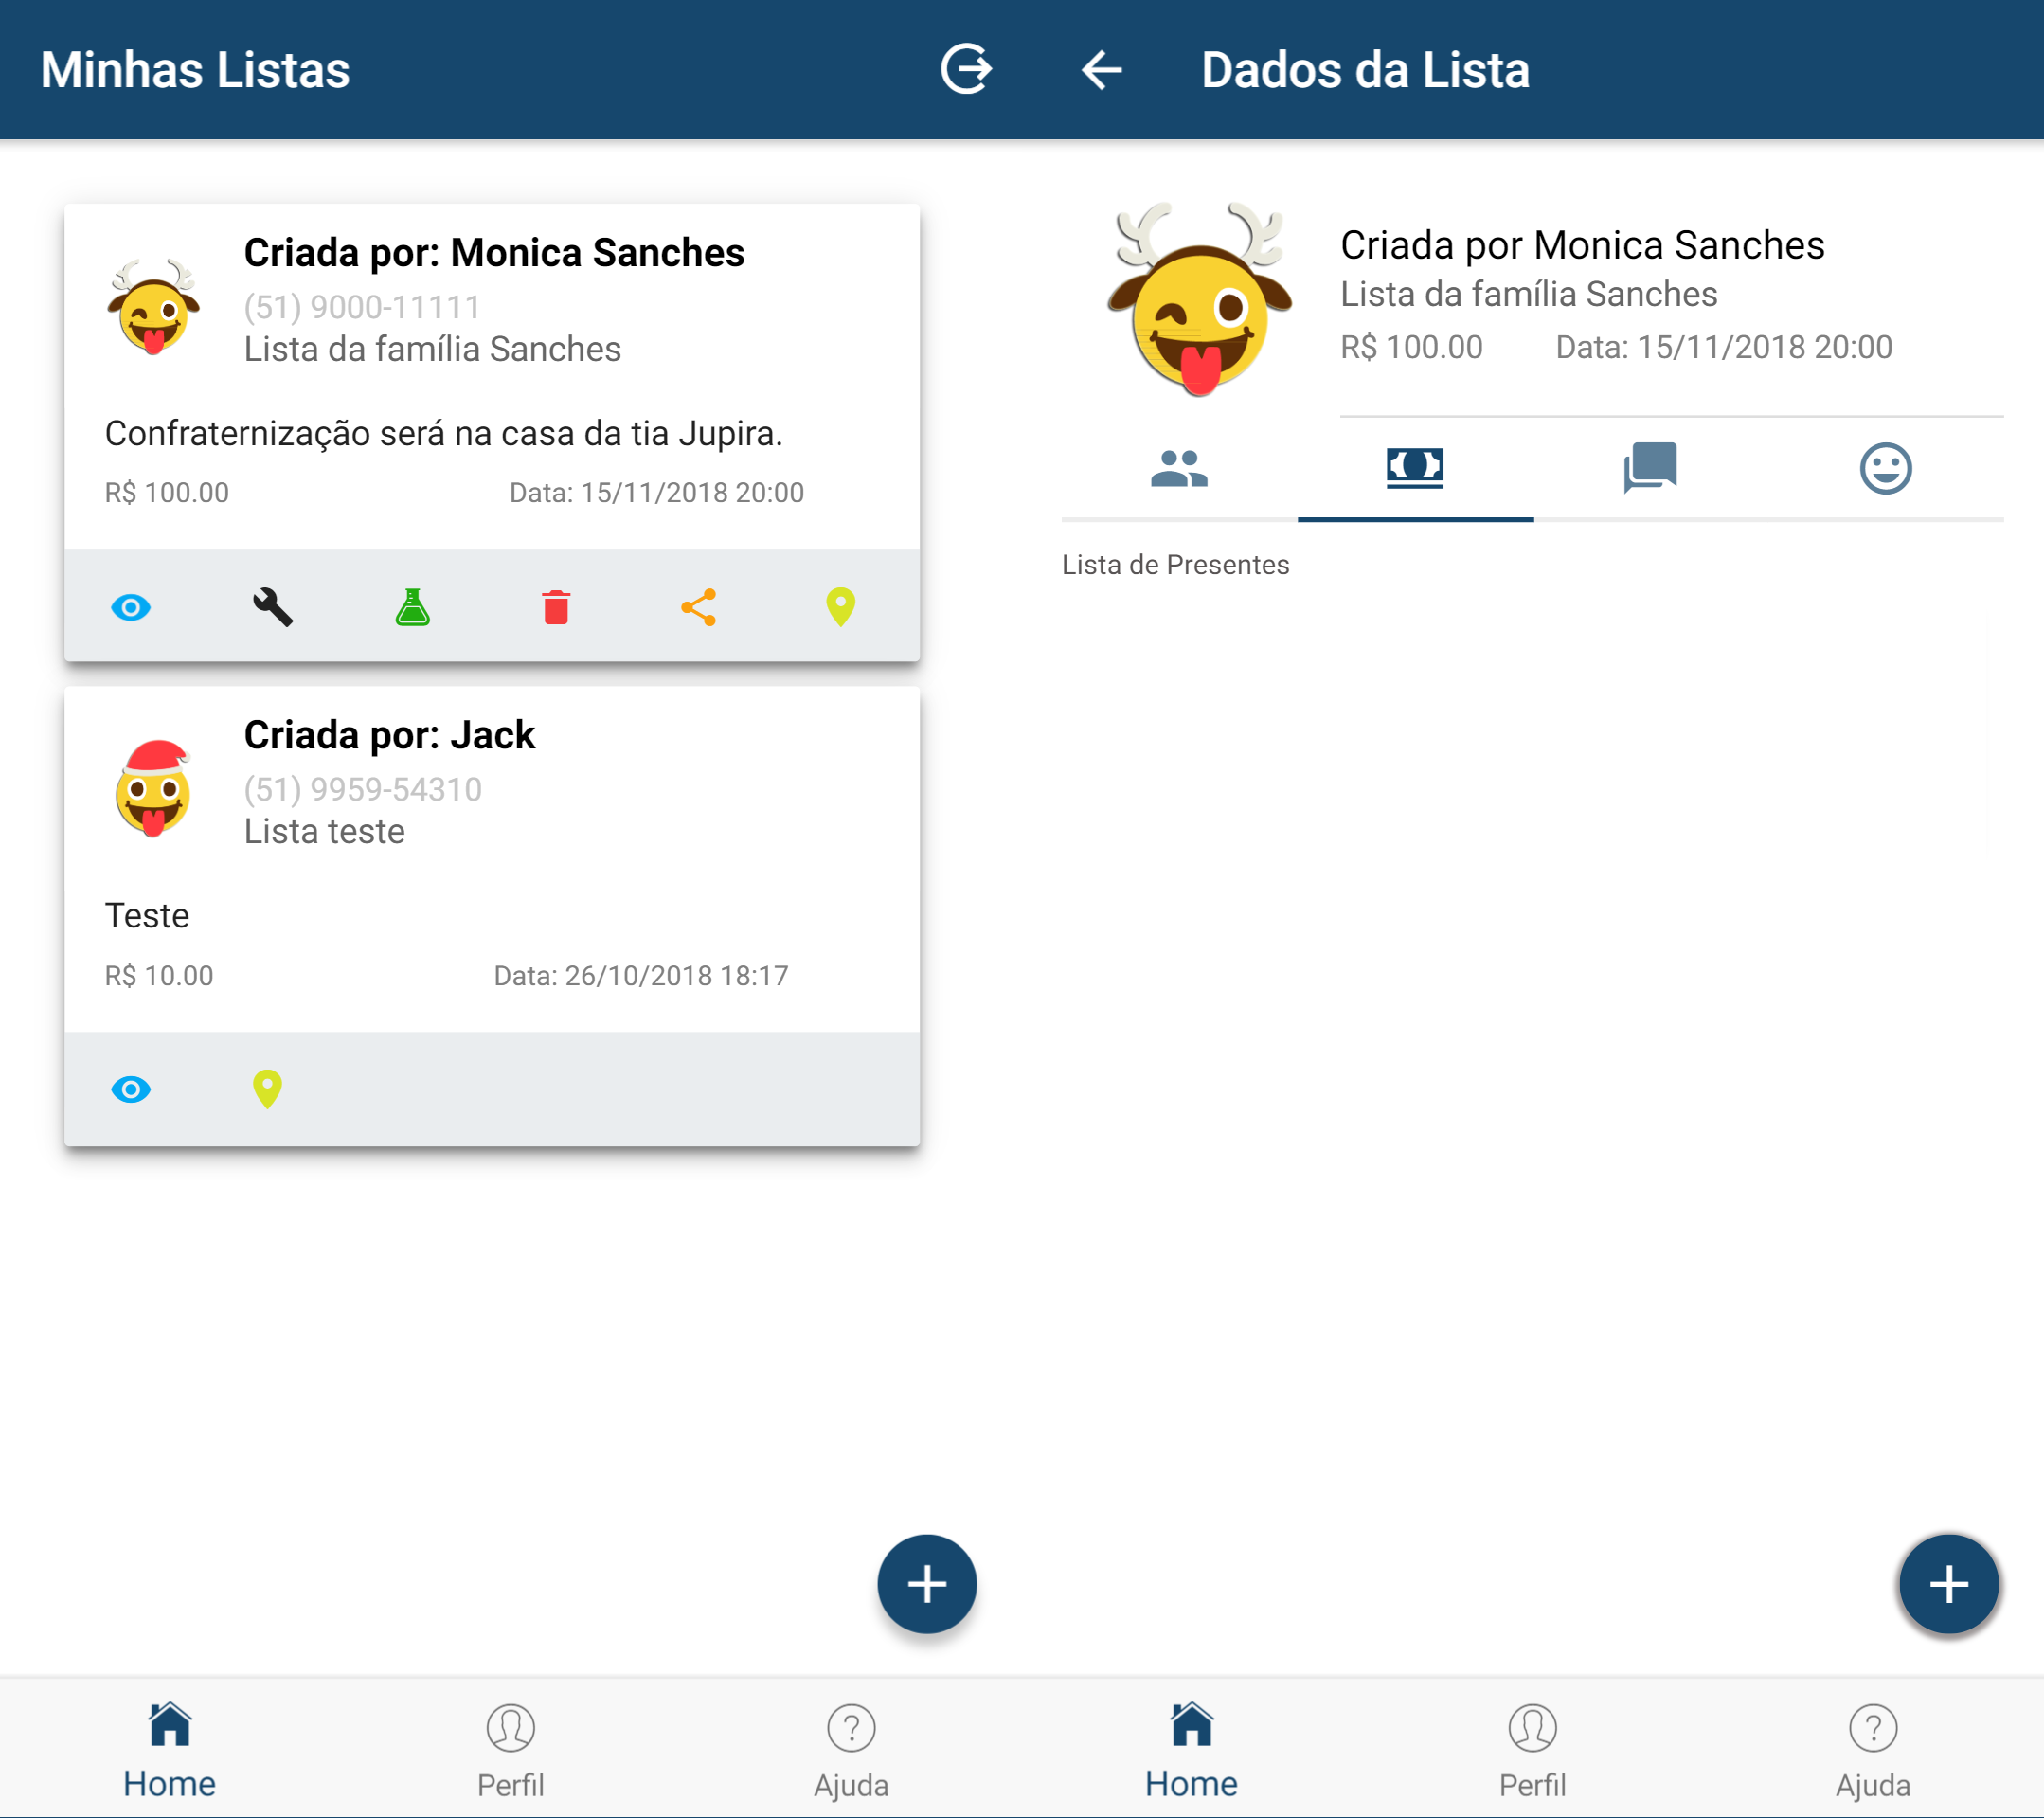 Minhas Listas
Criada por: Monica Sanches
(51) 9000-11111
Lista da família Sanches
Confraternização será na casa da tia Jupira.
R$ 100.00 Data: 15/11/2018 20:00
Criada por: Jack
(51) 9959-54310
Lista teste
Teste
R$ 10.00 Data: 26/10/2018 18:17
Home Perfil Ajuda
Dados da Lista
Criada por Monica Sanches
Lista da família Sanches
R$ 100.00 Data: 15/11/2018 20:00
Lista de Presentes
Home Perfil Ajuda